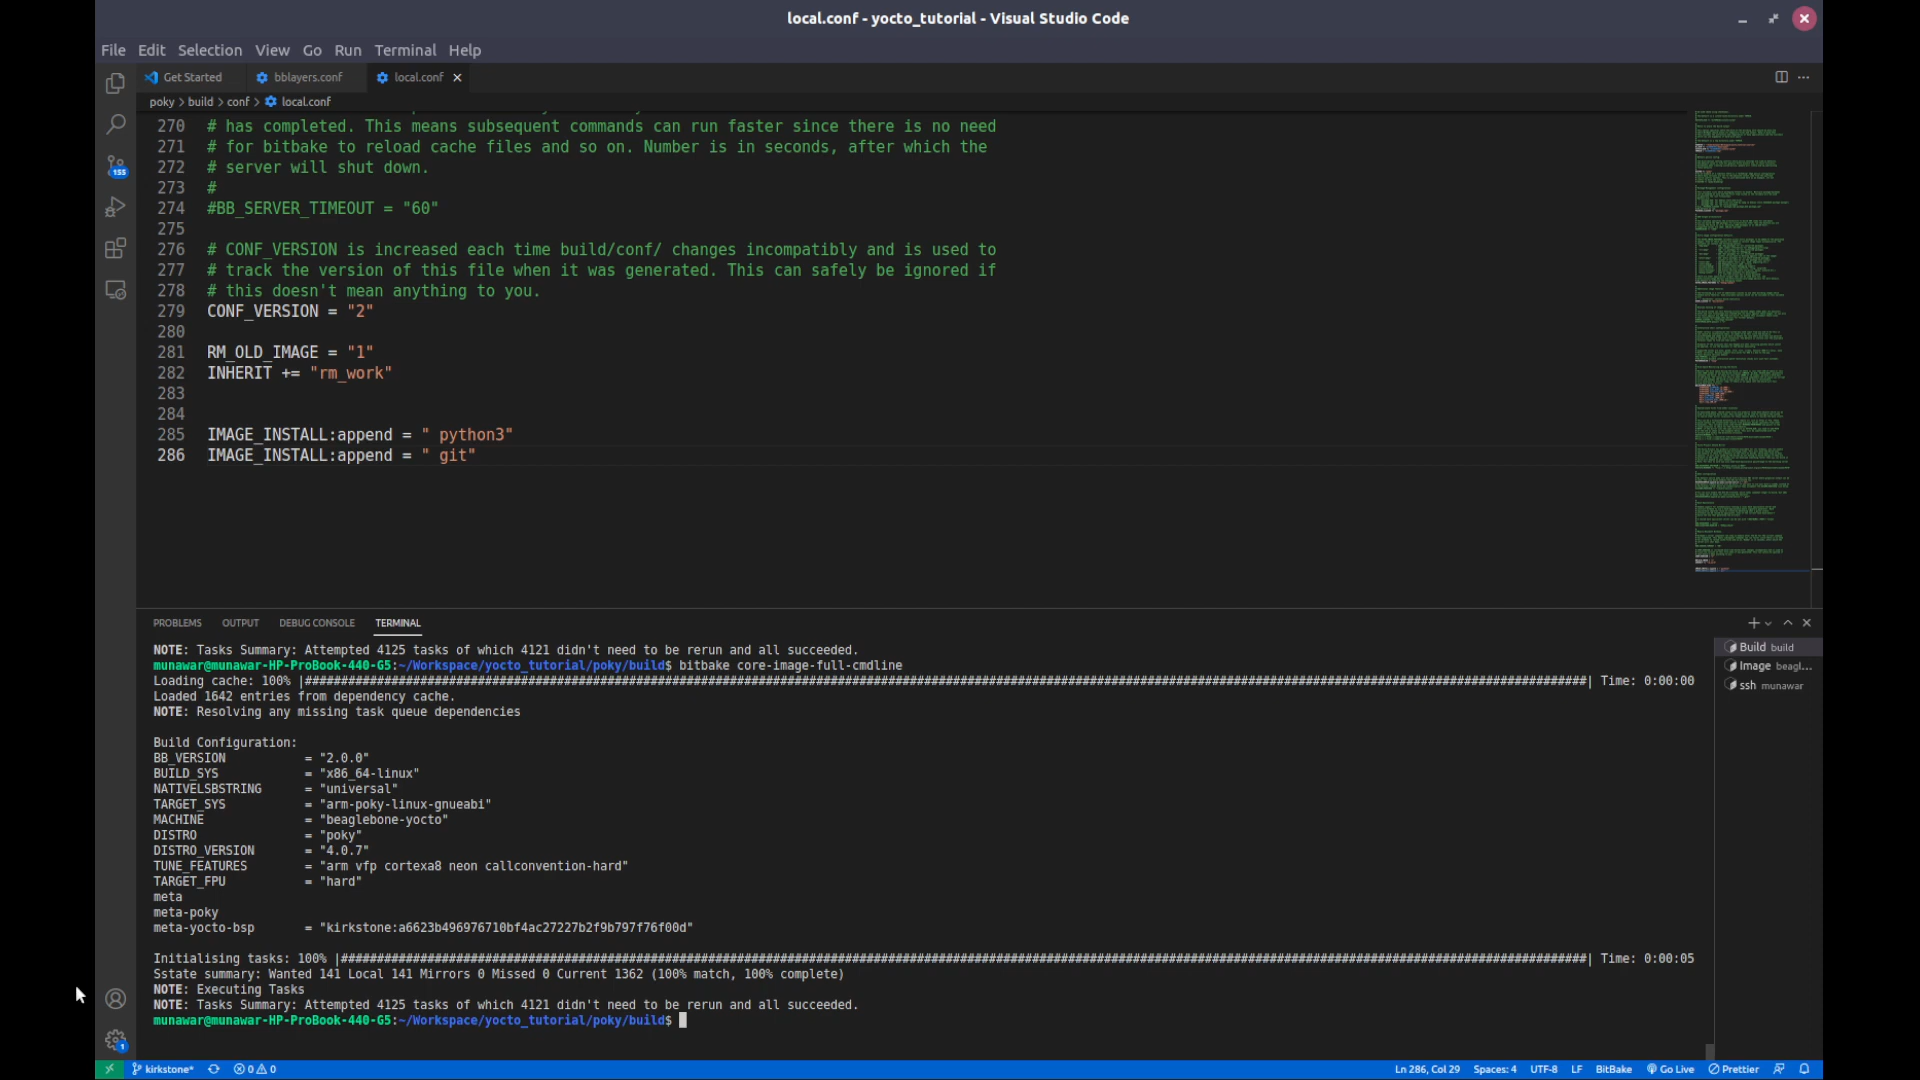 local.conf - yocto_tutorial - Visual Studio Code
File Edit Selection View Go Run Terminal Help
Get Started bblayers.conf local.conf
poky > build > conf > local.conf
270 # has completed. This means subsequent commands can run faster since there is no need
271 # for bitbake to reload cache files and so on. Number is in seconds, after which the
272 # server will shut down.
273 #
274 #BB_SERVER_TIMEOUT = "60"
275
276 # CONF_VERSION is increased each time build/conf/ changes incompatibly and is used to
277 # track the version of this file when it was generated. This can safely be ignored if
278 # this doesn't mean anything to you.
279 CONF_VERSION = "2"
280
281 RM_OLD_IMAGE = "1"
282 INHERIT += "rm_work"
283
284
285 IMAGE_INSTALL:append = " python3"
286 IMAGE_INSTALL:append = " git"
155
PROBLEMS OUTPUT DEBUG CONSOLE TERMINAL
NOTE: Tasks Summary: Attempted 4125 tasks of which 4121 didn't need to be rerun and all succeeded.
munawar@munawar-HP-ProBook-440-G5:~/Workspace/yocto_tutorial/poky/build$ bitbake core-image-full-cmdline
Loading cache: 100% |############| Time: 0:00:00
Loaded 1642 entries from dependency cache.
NOTE: Resolving any missing task queue dependencies
Build Configuration:
BB_VERSION = "2.0.0"
BUILD_SYS = "x86_64-linux"
NATIVELSBSTRING = "universal"
TARGET_SYS = "arm-poky-linux-gnueabi"
MACHINE = "beaglebone-yocto"
DISTRO = "poky"
DISTRO_VERSION = "4.0.7"
TUNE_FEATURES = "arm vfp cortexa8 neon callconvention-hard"
TARGET_FPU = "hard"
meta
meta-poky
meta-yocto-bsp = "kirkstone:a6623b496976710bf4ac27227b2f9b797f76f00d"
Initialising tasks: 100% |############| Time: 0:00:05
Sstate summary: Wanted 141 Local 141 Mirrors 0 Missed 0 Current 1362 (100% match, 100% complete)
NOTE: Executing Tasks
NOTE: Tasks Summary: Attempted 4125 tasks of which 4121 didn't need to be rerun and all succeeded.
munawar@munawar-HP-ProBook-440-G5:~/Workspace/yocto_tutorial/poky/build$
Build build
Image beagl...
ssh munawar
1
kirkstone* 0 0 Ln 286, Col 29 Spaces: 4 UTF-8 LF BitBake Go Live Prettier